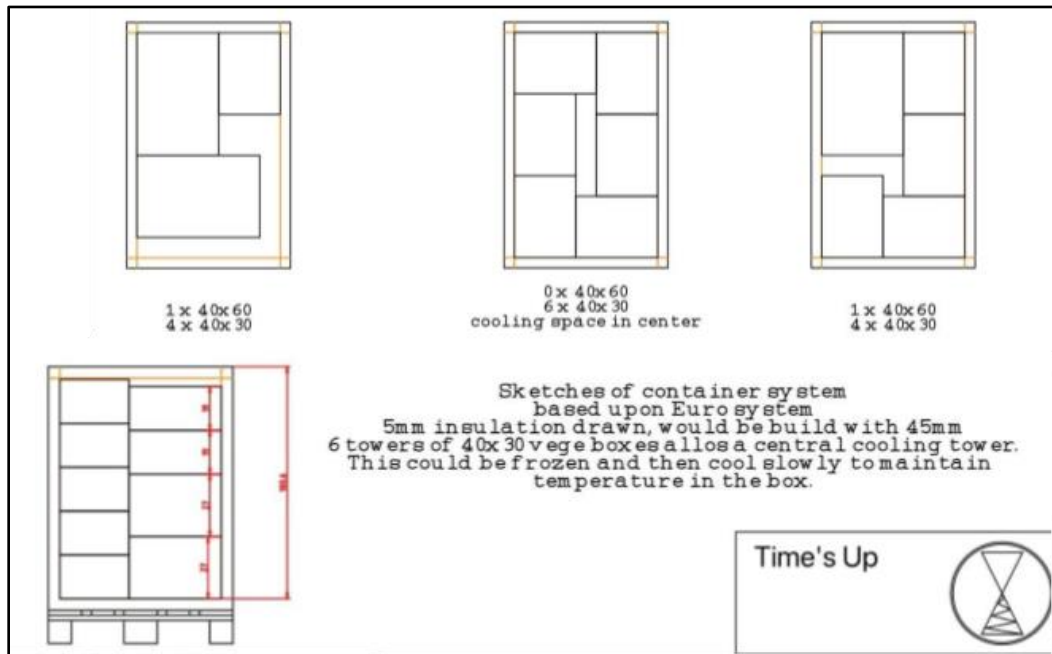 1 x 40x60
4 x 40x30
0 x 40x60
6 x 40x30
cooling space in center
1 x 40x60
4 x 40x30
Sketches of container system
based upon Euro system
5mm insulation drawn, would be build with 45mm
6 towers of 40x30 vege boxes allos a central cooling tower.
This could be frozen and then cool slowly to maintain
temperature in the box.
27
27
Time's Up